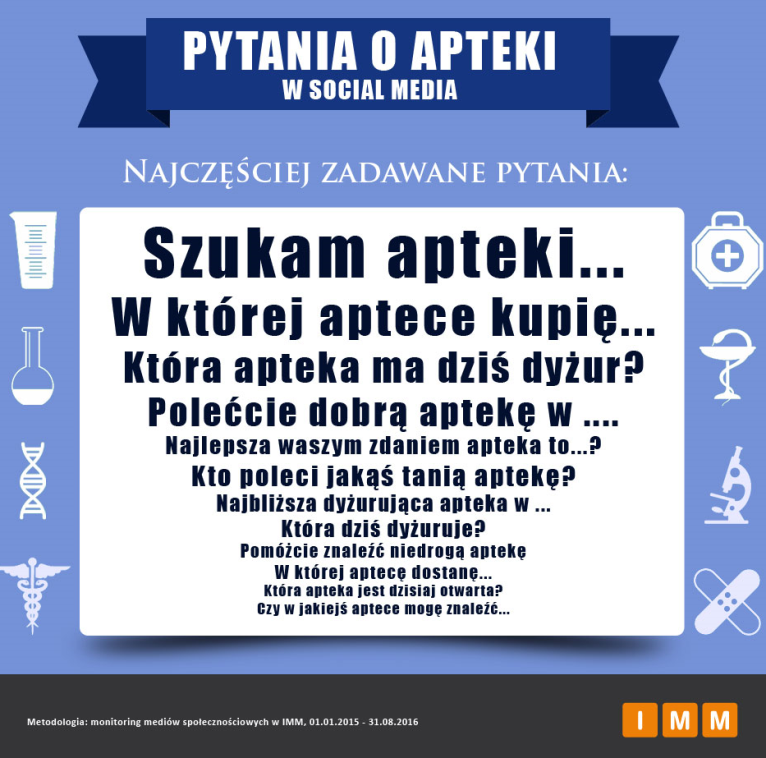 PYTANIA O APTEKI
W SOCIAL MEDIA
NAJCZĘŚCIEJ ZADAWANE PYTANIA:
Szukam apteki...
W której aptece kupię...
Która apteka ma dziś dyżur?
Polećcie dobrą aptekę w ....
Najlepsza waszym zdaniem apteka to...?
Kto poleci jakąś tanią aptekę?
Najbliższa dyżurująca apteka w ...
Która dziś dyżuruje?
Pomóżcie znaleźć niedrogą aptekę
W której aptecę dostanę...
Która apteka jest dzisiaj otwarta?
Czy w jakiejś aptece mogę znaleźć...
Metodologia: monitoring mediów społecznościowych w IMM, 01.01.2015 - 31.08.2016
IMM